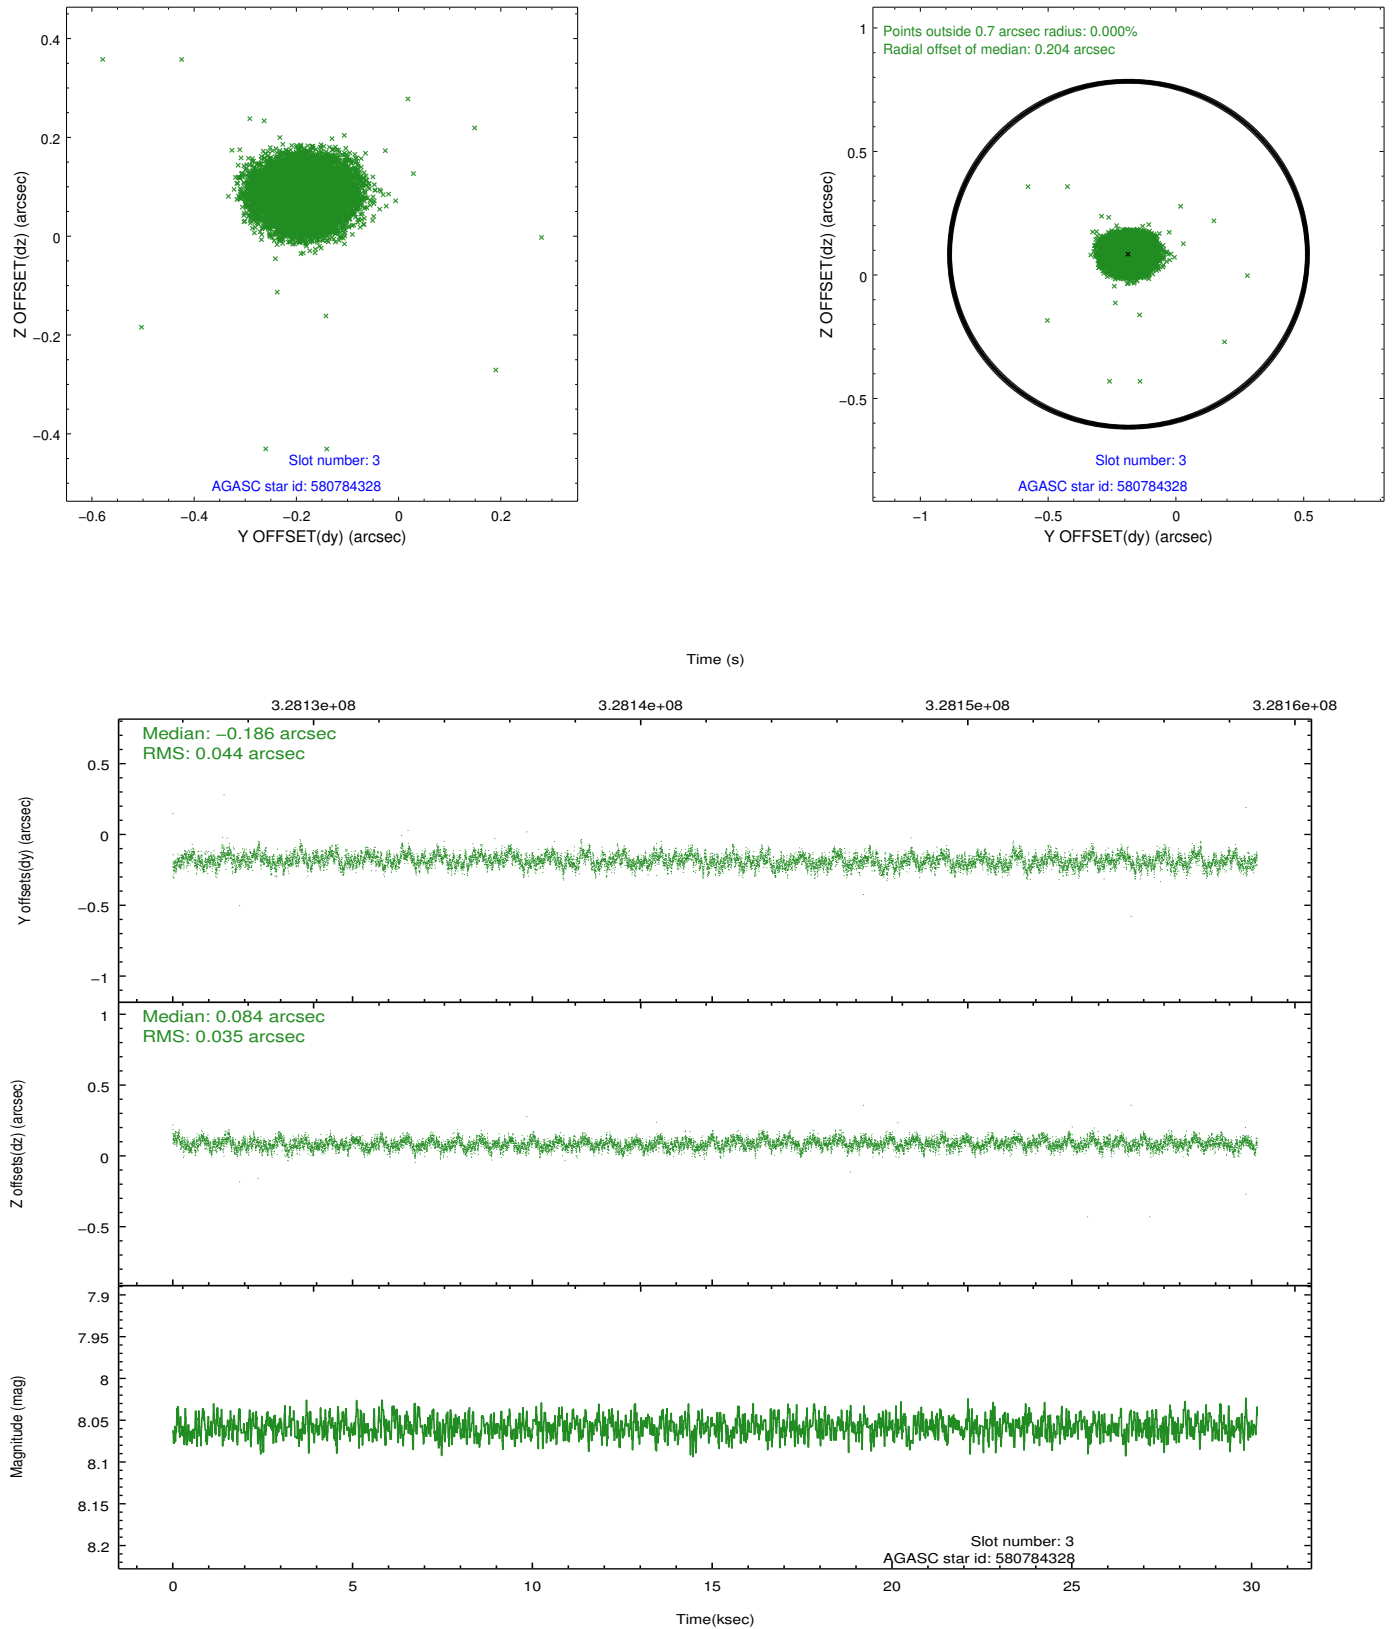 0.4
0.2
0
−0.2
−0.4
−0.6
−0.4
−0.2
0
0.2
Z OFFSET(dz) (arcsec)
Y OFFSET(dy) (arcsec)
Slot number: 3
AGASC star id: 580784328
Points outside 0.7 arcsec radius: 0.000%
Radial offset of median: 0.204 arcsec
1
0.5
0
−0.5
−1
−0.5
0
0.5
Z OFFSET(dz) (arcsec)
Y OFFSET(dy) (arcsec)
Slot number: 3
AGASC star id: 580784328
Time (s)
3.2813e+08
3.2814e+08
3.2815e+08
3.2816e+08
Median: −0.186 arcsec
RMS: 0.044 arcsec
0.5
0
−0.5
−1
Y offsets(dy) (arcsec)
Median: 0.084 arcsec
RMS: 0.035 arcsec
1
0.5
0
−0.5
Z offsets(dz) (arcsec)
7.9
7.95
8
8.05
8.1
8.15
8.2
Magnitude (mag)
Slot number: 3
AGASC star id: 580784328
0
5
10
15
20
25
30
Time(ksec)